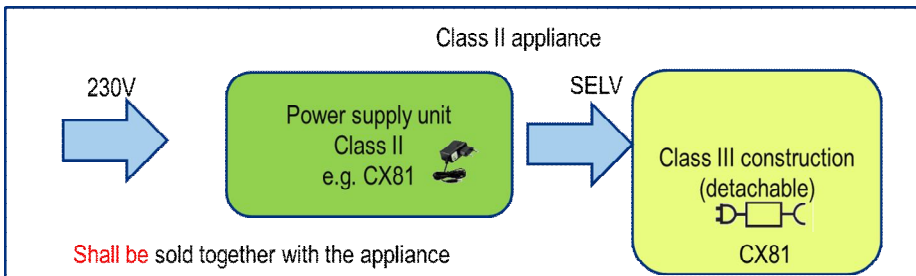 Class II appliance
230V
SELV
Power supply unit
Class II
e.g. CX81
Class III construction
(detachable)
CX81
Shall be sold together with the appliance